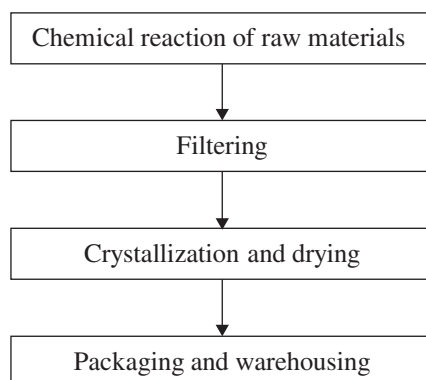 Chemical reaction of raw materials
Filtering
Crystallization and drying
Packaging and warehousing